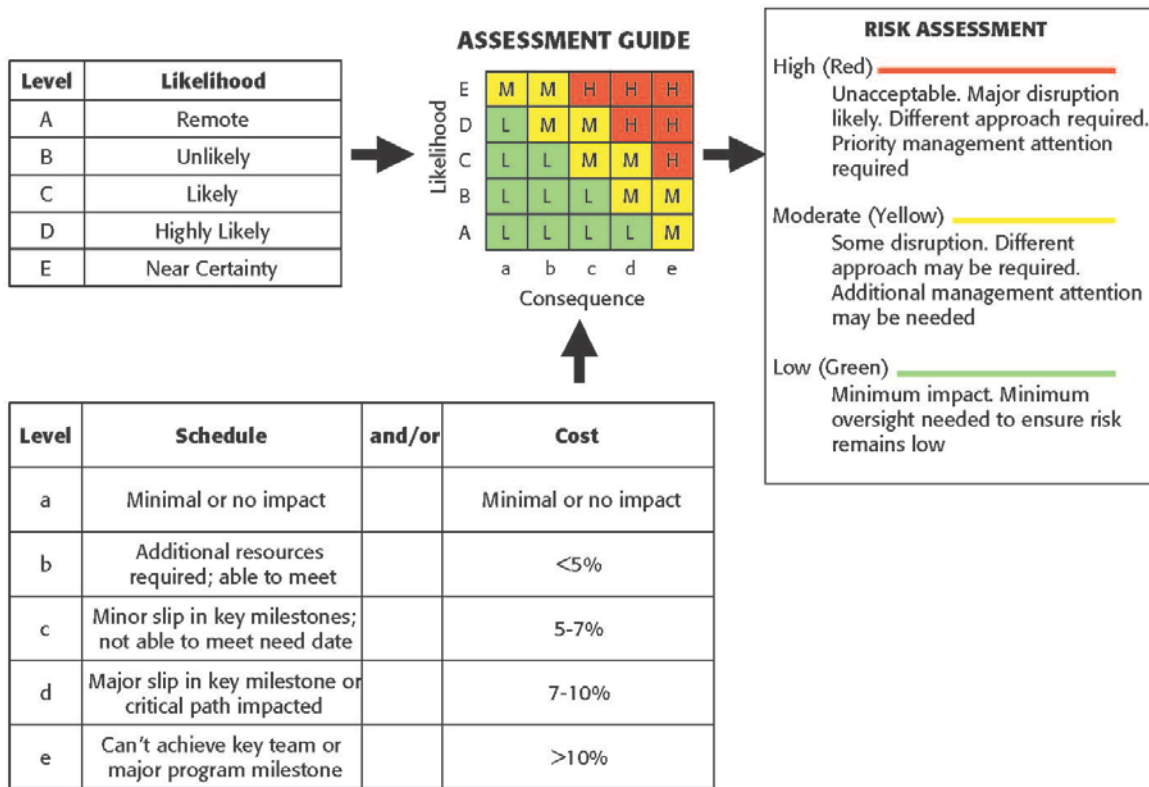 Level Likelihood
A Remote
B Unlikely
C Likely
D Highly Likely
E Near Certainty
ASSESSMENT GUIDE
Likelihood
E M M H H H
D L M M H H
C L L M M H
B L L L M M
A L L L L M
a b c d e
Consequence
RISK ASSESSMENT
High (Red)
Unacceptable. Major disruption
likely. Different approach required.
Priority management attention
required
Moderate (Yellow)
Some disruption. Different
approach may be required.
Additional management attention
may be needed
Low (Green)
Minimum impact. Minimum
oversight needed to ensure risk
remains low
Level Schedule and/or Cost
a Minimal or no impact Minimal or no impact
b Additional resources
required; able to meet <5%
c Minor slip in key milestones;
not able to meet need date 5-7%
d Major slip in key milestone or
critical path impacted 7-10%
e Can't achieve key team or
major program milestone >10%